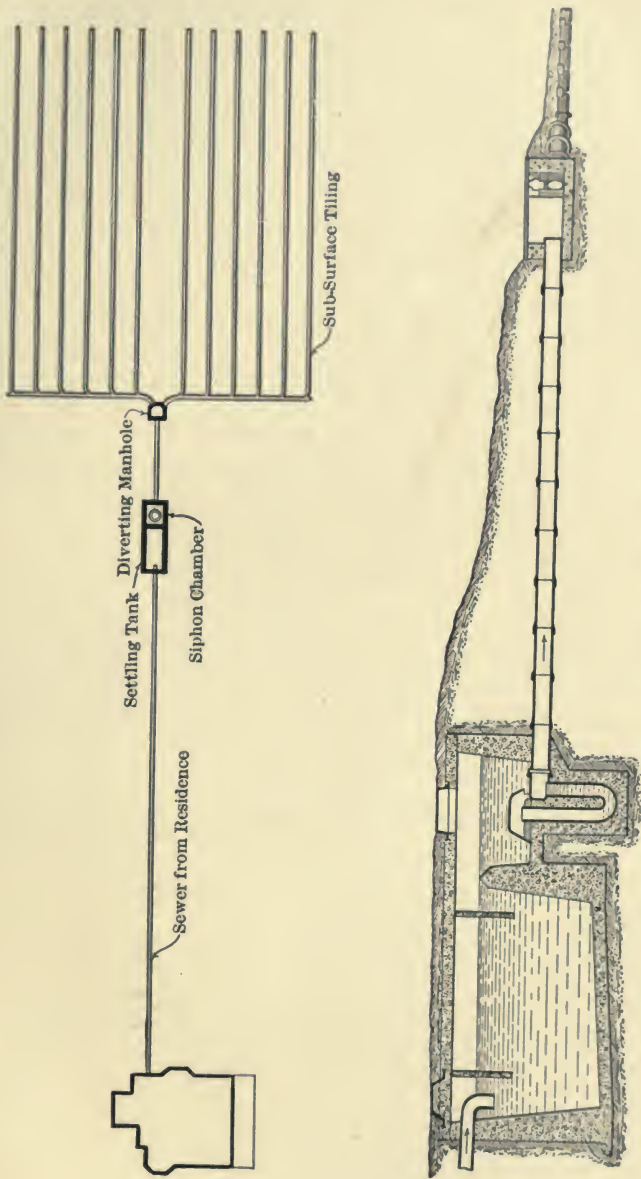 Sewer from Residence
Settling Tank
Siphon Chamber
Diverting Manhole
Sub-Surface Tiling